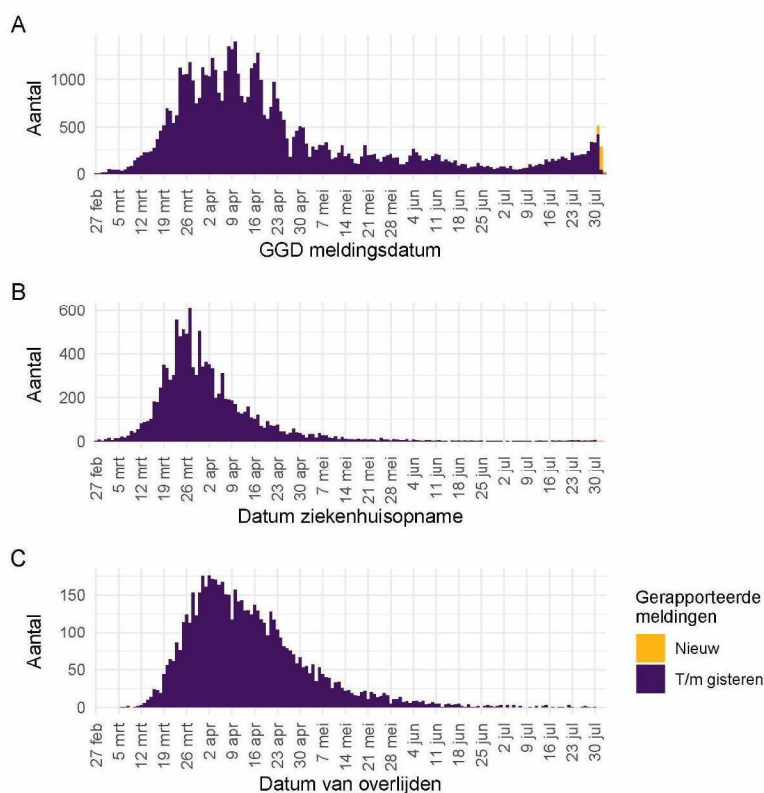 A
Aantal
1000
500
0
27 feb
5 mrt
12 mrt
19 mrt
26 mrt
2 apr
9 apr
16 apr
23 apr
30 apr
7 mei
14 mei
21 mei
28 mei
4 jun
11 jun
18 jun
25 jun
2 jul
9 jul
16 jul
23 jul
30 jul
GGD meldingsdatum
B
Aantal
600
400
200
0
27 feb
5 mrt
12 mrt
19 mrt
26 mrt
2 apr
9 apr
16 apr
23 apr
30 apr
7 mei
14 mei
21 mei
28 mei
4 jun
11 jun
18 jun
25 jun
2 jul
9 jul
16 jul
23 jul
30 jul
Datum ziekenhuisopname
C
Aantal
150
100
50
0
27 feb
5 mrt
12 mrt
19 mrt
26 mrt
2 apr
9 apr
16 apr
23 apr
30 apr
7 mei
14 mei
21 mei
28 mei
4 jun
11 jun
18 jun
25 jun
2 jul
9 jul
16 jul
23 jul
30 jul
Datum van overlijden
Gerapporteerde
meldingen
Nieuw
T/m gisteren